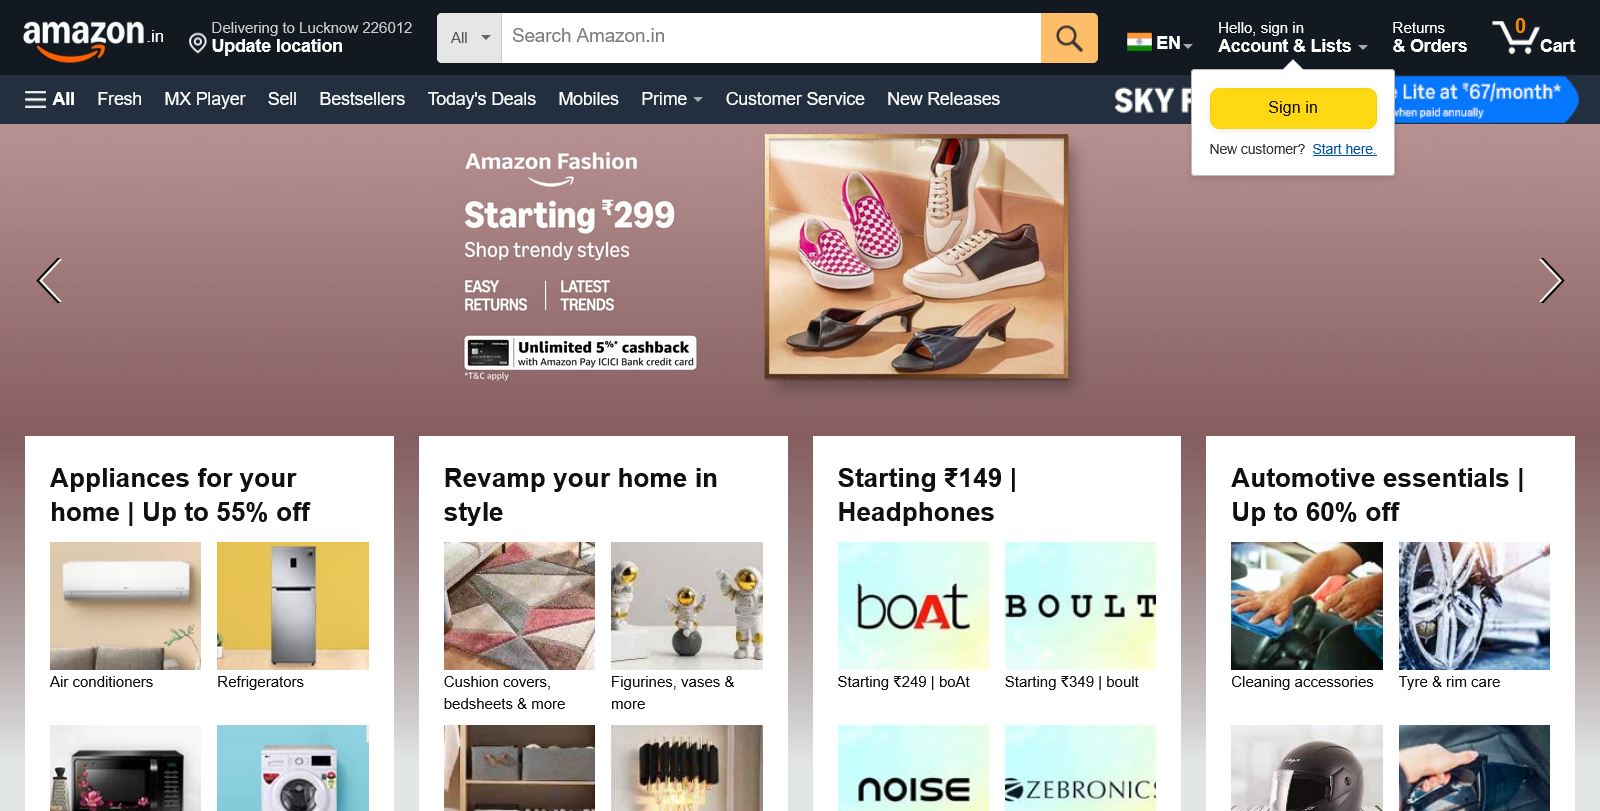 amazon.in
Delivering to Lucknow 226012
Update location
All
Search Amazon.in
EN
Hello, sign in
Account & Lists
Returns
& Orders
0
Cart
All
Fresh
MX Player
Sell
Bestsellers
Today's Deals
Mobiles
Prime
Customer Service
New Releases
SKY
Lite at ₹67/month*
when paid annually
Sign in
New customer? Start here.
Amazon Fashion
Starting ₹299
Shop trendy styles
EASY
RETURNS
LATEST
TRENDS
Unlimited 5%* cashback
with Amazon Pay ICICI Bank credit card
*T&C apply
Appliances for your
home | Up to 55% off
Air conditioners
Refrigerators
Revamp your home in
style
Cushion covers,
bedsheets & more
Figurines, vases &
more
Starting ₹149 |
Headphones
boAt
BOULT
Starting ₹249 | boAt
Starting ₹349 | boult
NOISE
ZEBRONICS
Automotive essentials |
Up to 60% off
Cleaning accessories
Tyre & rim care